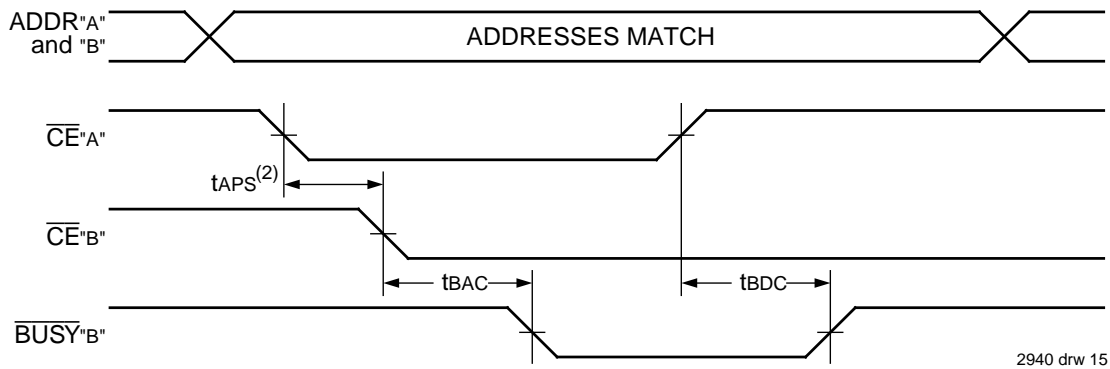 ADDR"A"
and "B"
ADDRESSES MATCH
CE"A"
tAPS(2)
CE"B"
tBAC
tBDC
BUSY"B"
2940 drw 15